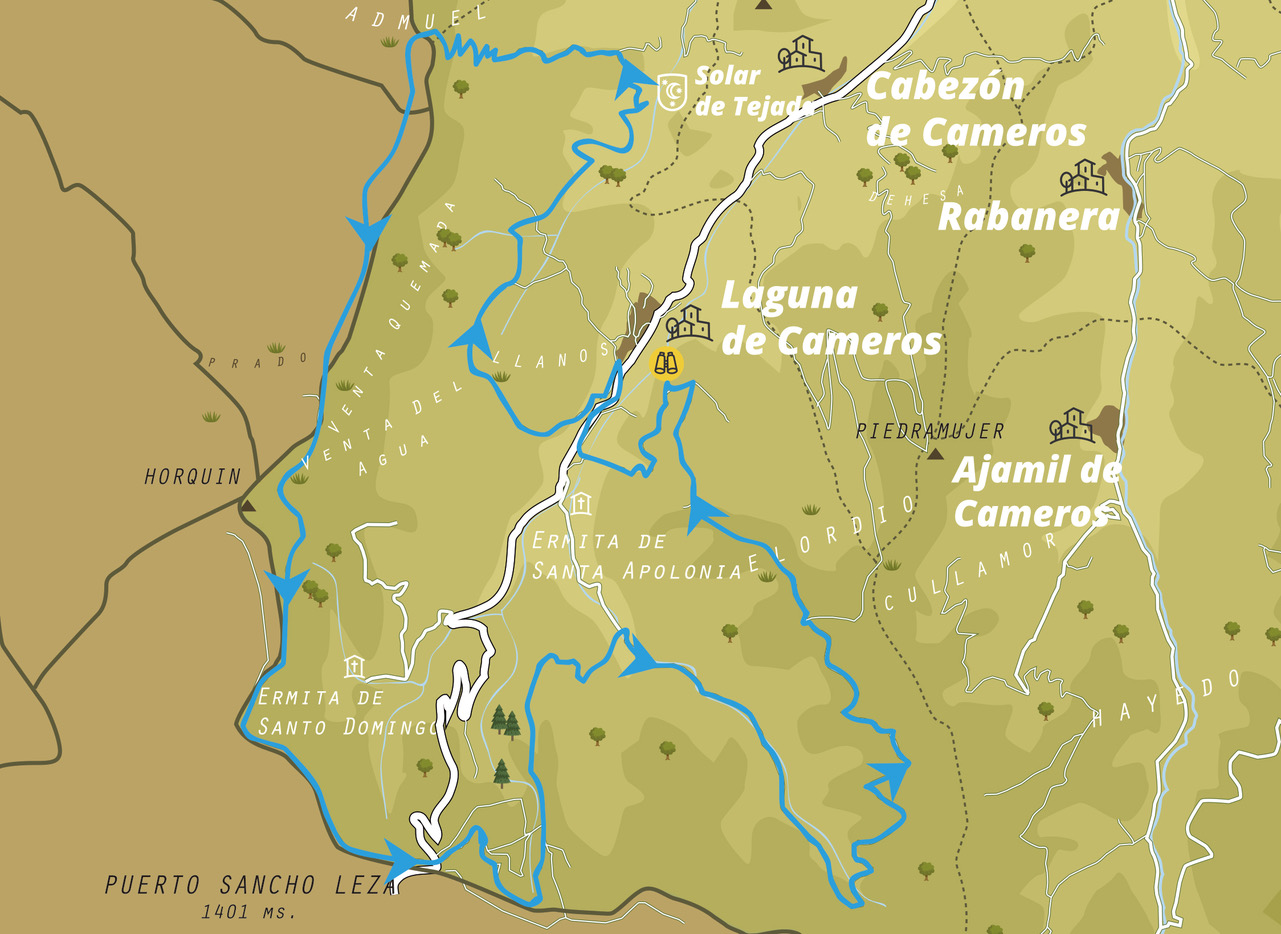 ADMUEL
Solar
de Tejada
Cabezón
de Cameros
DEHESA
Rabanera
VENTA QUEMADA
Laguna
de Cameros
LLANOS
PRADO
VENTA DEL
AGUA
PIEDRAMUJER
HORQUIN
Ajamil de
Cameros
ERMITA DE
SANTA APOLONIA
ELORDIO
CULLAMOR
ERMITA DE
SANTO DOMINGO
HAYEDO
PUERTO SANCHO LEZA
1401 MS.